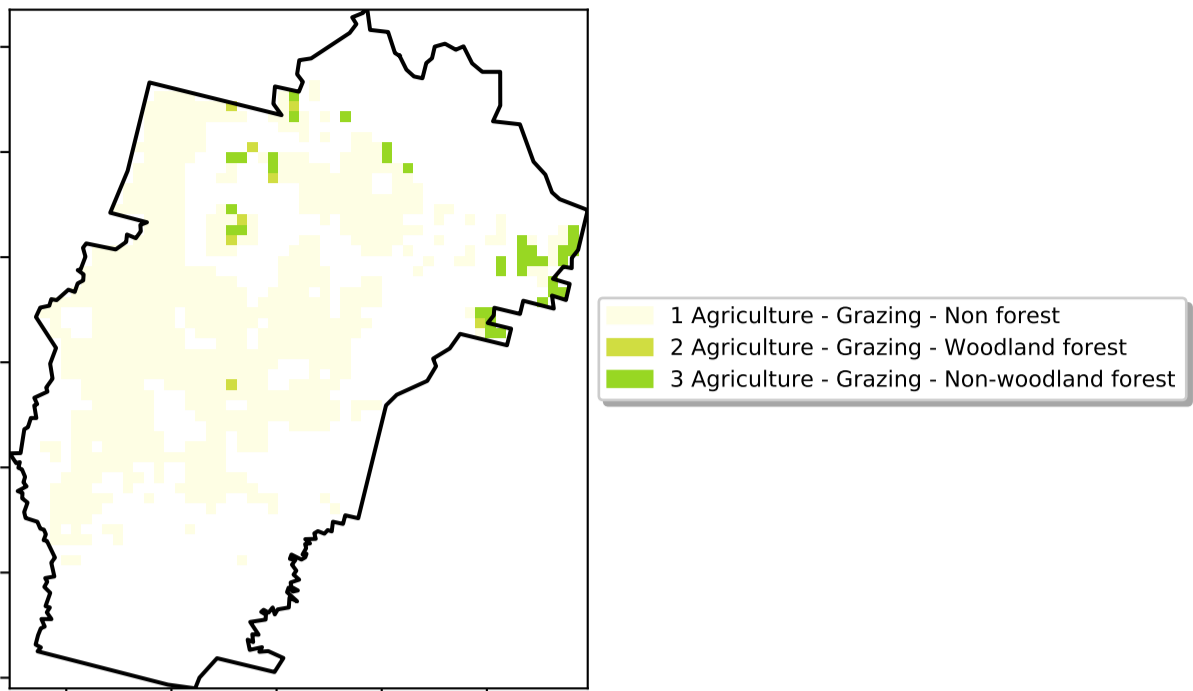 1 Agriculture - Grazing - Non forest
2 Agriculture - Grazing - Woodland forest
3 Agriculture - Grazing - Non-woodland forest